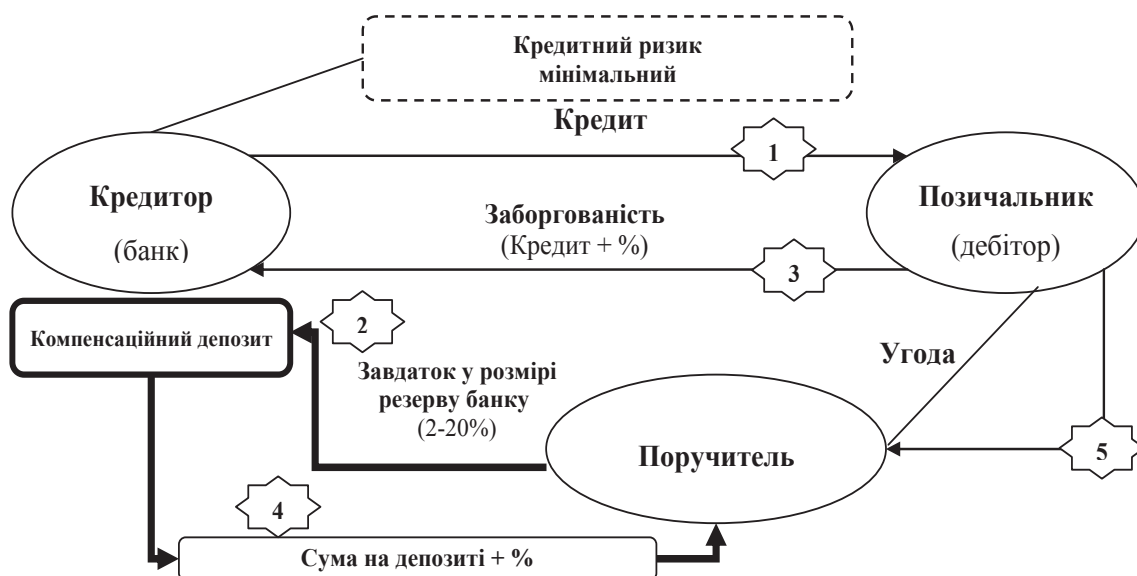 Кредитний ризик
мінімальний
Кредит
1
Кредитор
(банк)
Позичальник
(дебітор)
Заборгованість
(Кредит + %)
3
Компенсаційний депозит
2
Завдаток у розмірі
резерву банку
(2-20%)
Угода
Поручитель
5
4
Сума на депозиті + %